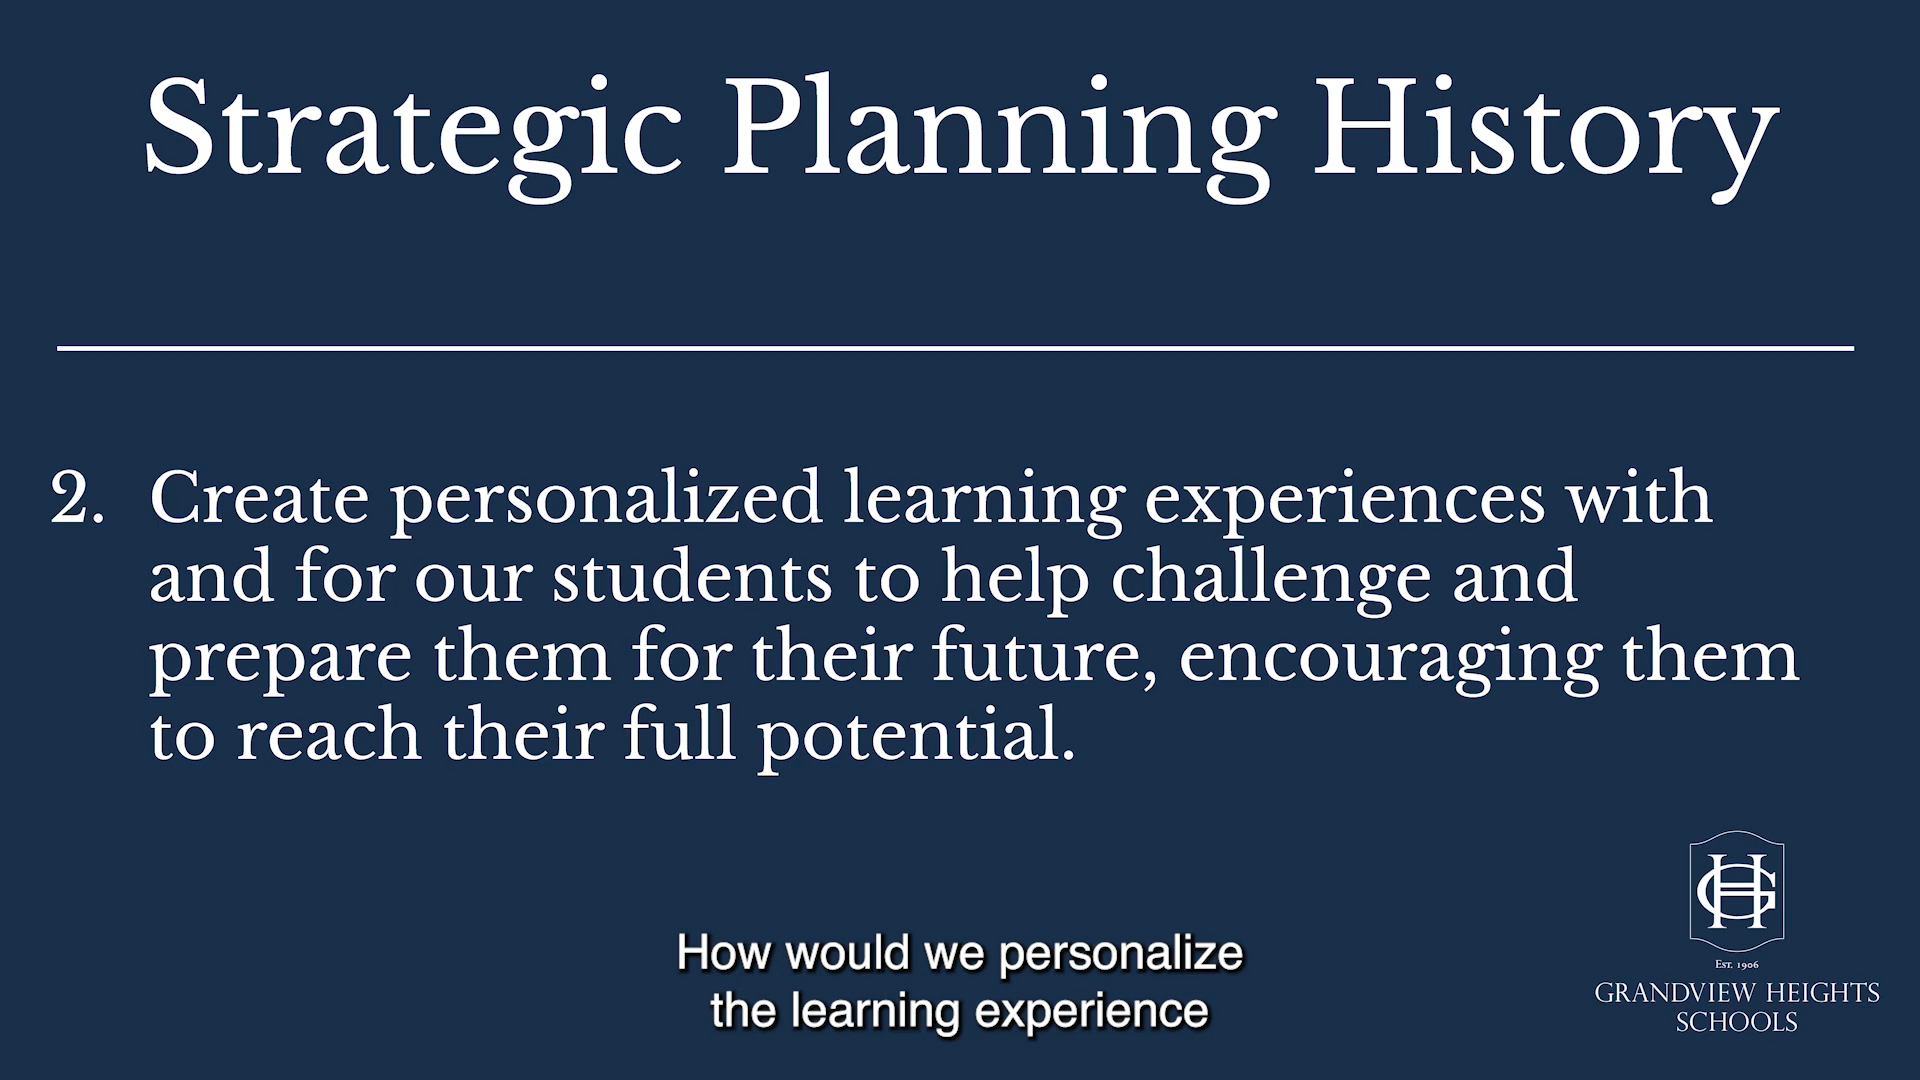 Strategic Planning History
2. Create personalized learning experiences with
and for our students to help challenge and
prepare them for their future, encouraging them
to reach their full potential.
How would we personalize
the learning experience
GH
EST. 1906
GRANDVIEW HEIGHTS
SCHOOLS